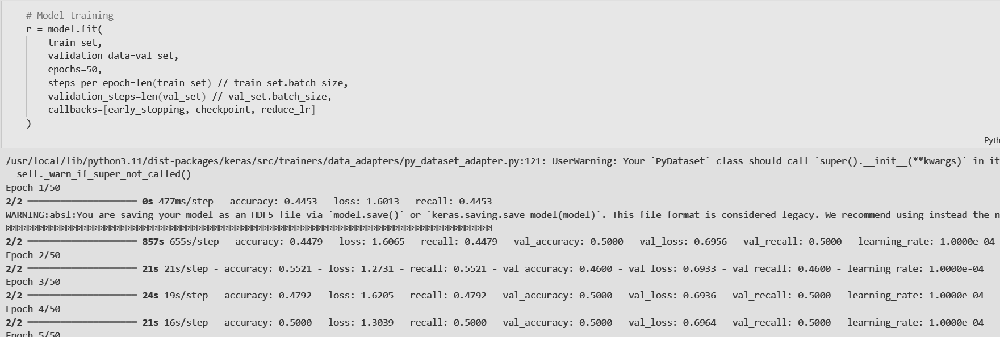 # Model training
r = model.fit(
    train_set,
    validation_data=val_set,
    epochs=50,
    steps_per_epoch=len(train_set) // train_set.batch_size,
    validation_steps=len(val_set) // val_set.batch_size,
    callbacks=[early_stopping, checkpoint, reduce_lr]
)
Pyth
/usr/local/lib/python3.11/dist-packages/keras/src/trainers/data_adapters/py_dataset_adapter.py:121: UserWarning: Your `PyDataset` class should call `super().__init__(**kwargs)` in it
  self._warn_if_super_not_called()
Epoch 1/50
2/2 ━━━━━━━━━━━━━━━━━━━━ 0s 477ms/step - accuracy: 0.4453 - loss: 1.6013 - recall: 0.4453
WARNING:absl:You are saving your model as an HDF5 file via `model.save()` or `keras.saving.save_model(model)`. This file format is considered legacy. We recommend using instead the n
2/2 ━━━━━━━━━━━━━━━━━━━━ 857s 655s/step - accuracy: 0.4479 - loss: 1.6065 - recall: 0.4479 - val_accuracy: 0.5000 - val_loss: 0.6956 - val_recall: 0.5000 - learning_rate: 1.0000e-04
Epoch 2/50
2/2 ━━━━━━━━━━━━━━━━━━━━ 21s 21s/step - accuracy: 0.5521 - loss: 1.2731 - recall: 0.5521 - val_accuracy: 0.4600 - val_loss: 0.6933 - val_recall: 0.4600 - learning_rate: 1.0000e-04
Epoch 3/50
2/2 ━━━━━━━━━━━━━━━━━━━━ 24s 19s/step - accuracy: 0.4792 - loss: 1.6205 - recall: 0.4792 - val_accuracy: 0.5000 - val_loss: 0.6936 - val_recall: 0.5000 - learning_rate: 1.0000e-04
Epoch 4/50
2/2 ━━━━━━━━━━━━━━━━━━━━ 21s 16s/step - accuracy: 0.5000 - loss: 1.3039 - recall: 0.5000 - val_accuracy: 0.5000 - val_loss: 0.6964 - val_recall: 0.5000 - learning_rate: 1.0000e-04
Epoch 5/50